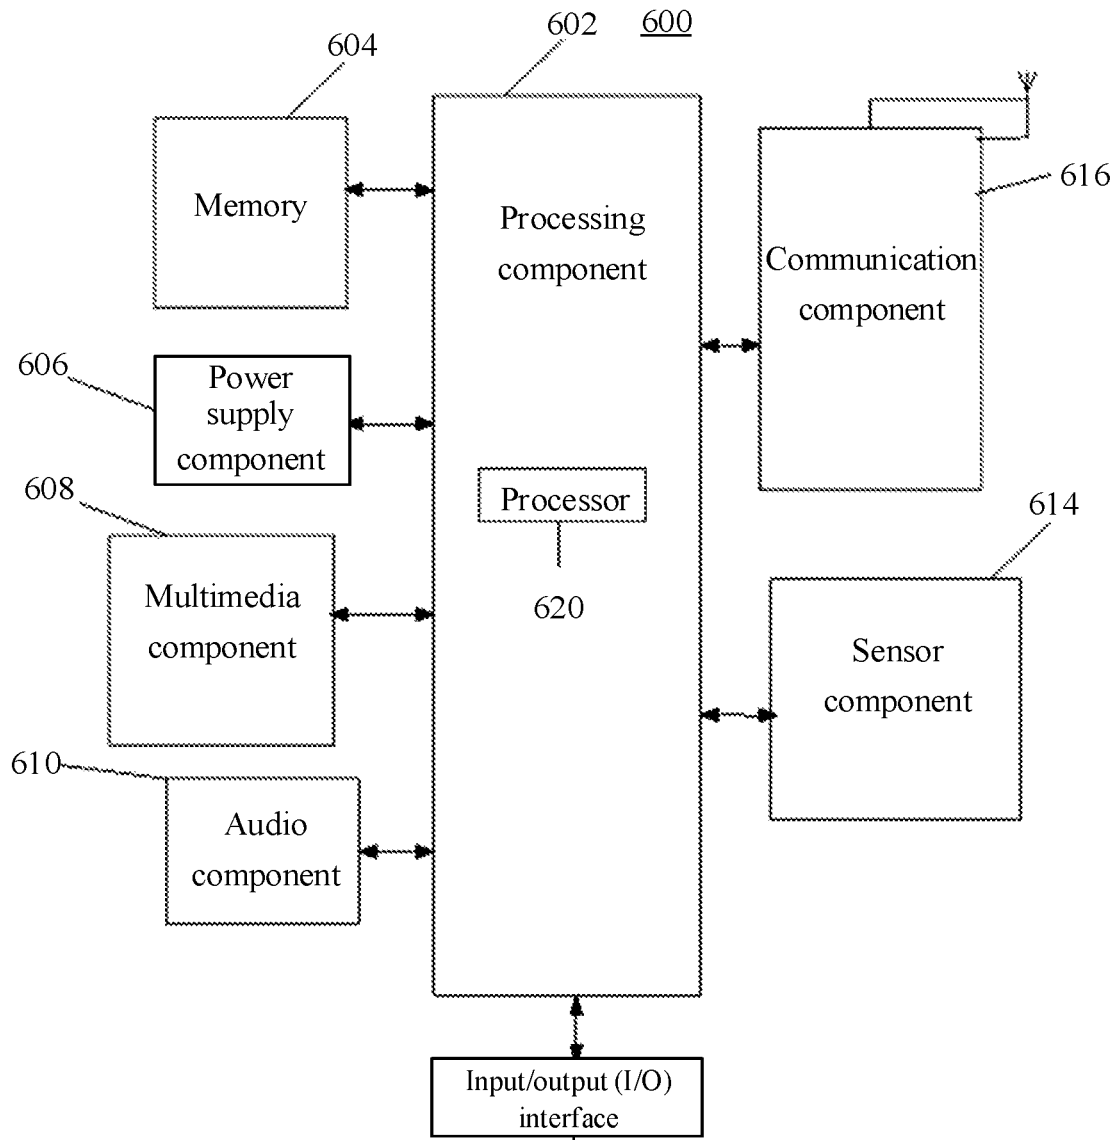 602
600
604
Memory
Processing
component
616
Communication
component
606
Power
supply
component
608
Processor
620
614
Multimedia
component
Sensor
component
610
Audio
component
Input/output (I/O)
interface